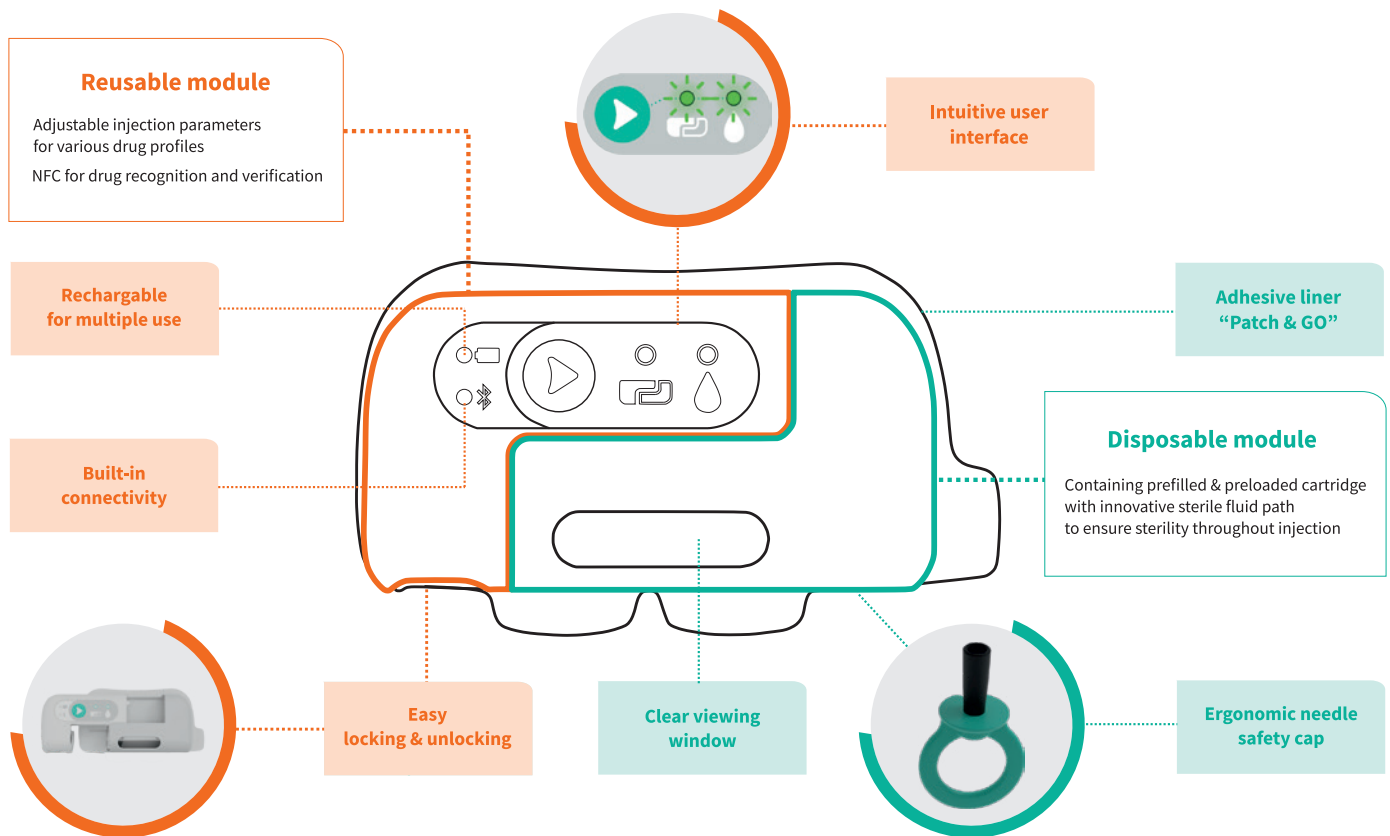 Reusable module
Adjustable injection parameters
for various drug profiles
NFC for drug recognition and verification
Intuitive user
interface
Rechargable
for multiple use
Adhesive liner
“Patch & GO”
Built-in
connectivity
Disposable module
Containing prefilled & preloaded cartridge
with innovative sterile fluid path
to ensure sterility throughout injection
Easy
locking & unlocking
Clear viewing
window
Ergonomic needle
safety cap